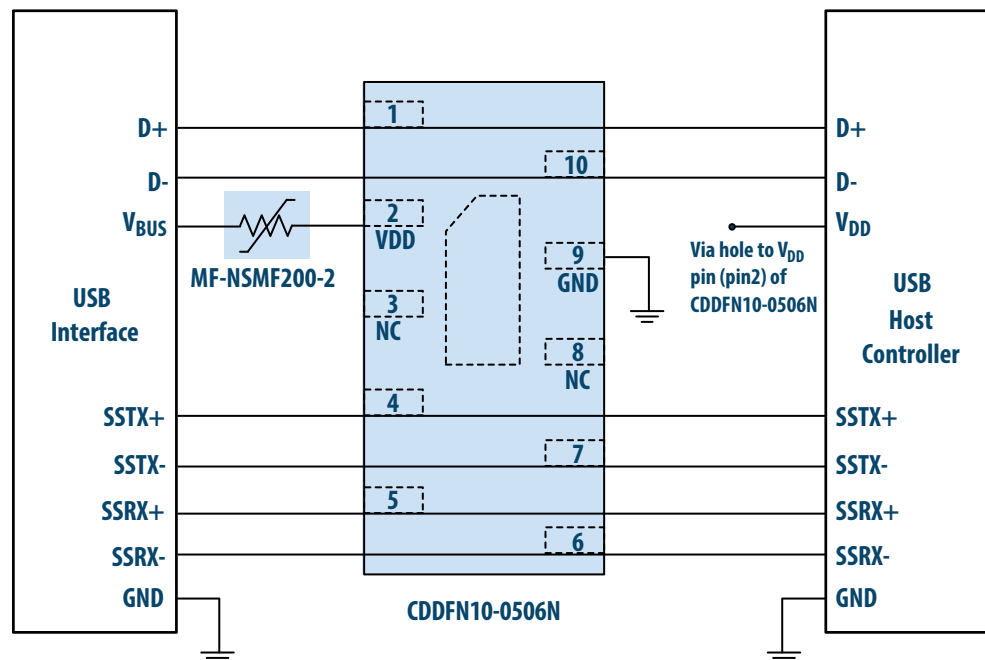 D+
D-
VBUS
MF-NSMF200-2
USB
Interface
SSTX+
SSTX-
SSRX+
SSRX-
GND
1
10
2
VDD
9
GND
3
NC
8
NC
4
7
5
6
CDDFN10-0506N
D+
D-
VDD
Via hole to VDD
pin (pin2) of
CDDFN10-0506N
USB
Host
Controller
SSTX+
SSTX-
SSRX+
SSRX-
GND